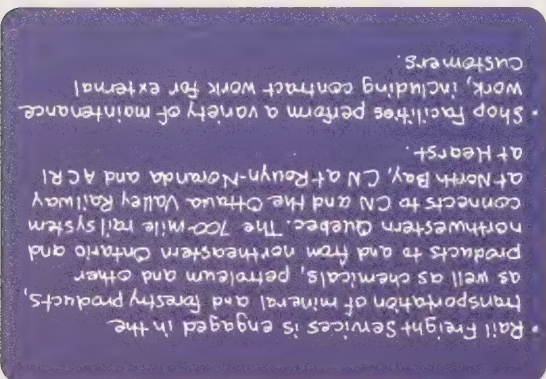 • Rail Freight Services is engaged in the
transportation of mineral and forestry products,
as well as chemicals, petroleum and other
products to and from northeastern Ontario and
northwestern Quebec. The 700-mile rail system
connects to CN and the Ottawa Valley Railway
at North Bay, CN at Rouyn-Noranda and ACRI
at Hearst.
• Shop Facilities perform a variety of maintenance
work, including contract work for external
customers.